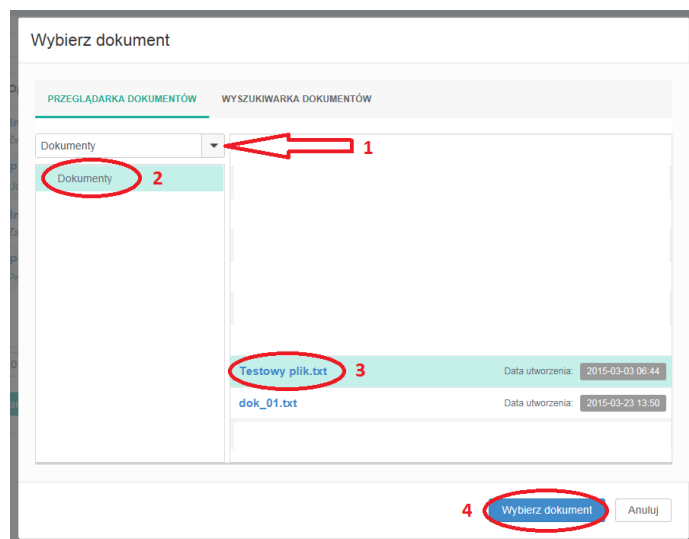 Wybierz dokument
PRZEGLĄDARKA DOKUMENTÓW WYSZUKIWARKA DOKUMENTÓW
Dokumenty 1
Dokumenty 2
Testowy plik.txt 3 Data utworzenia: 2015-03-03 06:44
dok_01.txt Data utworzenia: 2015-03-23 13:50
4 Wybierz dokument Anuluj